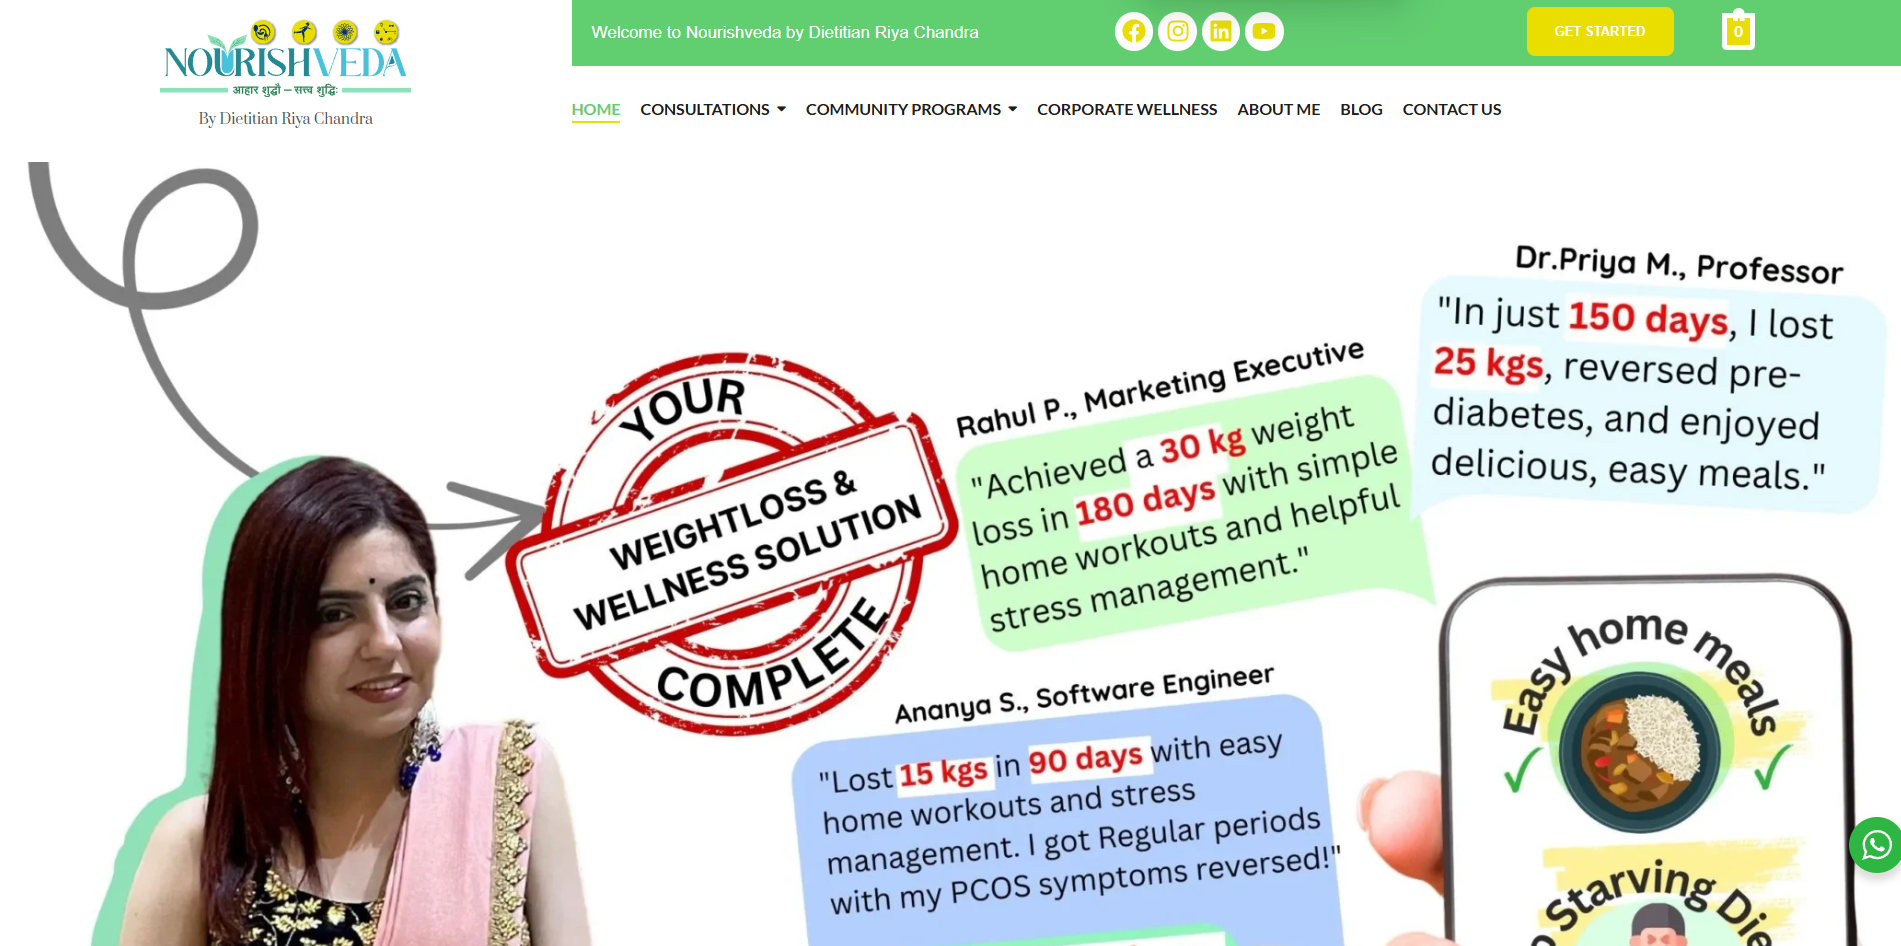 NOURISHVEDA
आहार शुद्धौ – सत्त्व शुद्धिः
By Dietitian Riya Chandra
Welcome to Nourishveda by Dietitian Riya Chandra
GET STARTED
0
HOME
CONSULTATIONS
COMMUNITY PROGRAMS
CORPORATE WELLNESS
ABOUT ME
BLOG
CONTACT US
YOUR
WEIGHTLOSS &
WELLNESS SOLUTION
COMPLETE
Dr.Priya M., Professor
"In just 150 days, I lost
25 kgs, reversed pre-
diabetes, and enjoyed
delicious, easy meals."
Rahul P., Marketing Executive
"Achieved a 30 kg weight
loss in 180 days with simple
home workouts and helpful
stress management."
Ananya S., Software Engineer
"Lost 15 kgs in 90 days with easy
home workouts and stress
management. I got Regular periods
with my PCOS symptoms reversed!"
Easy home meals
Starving